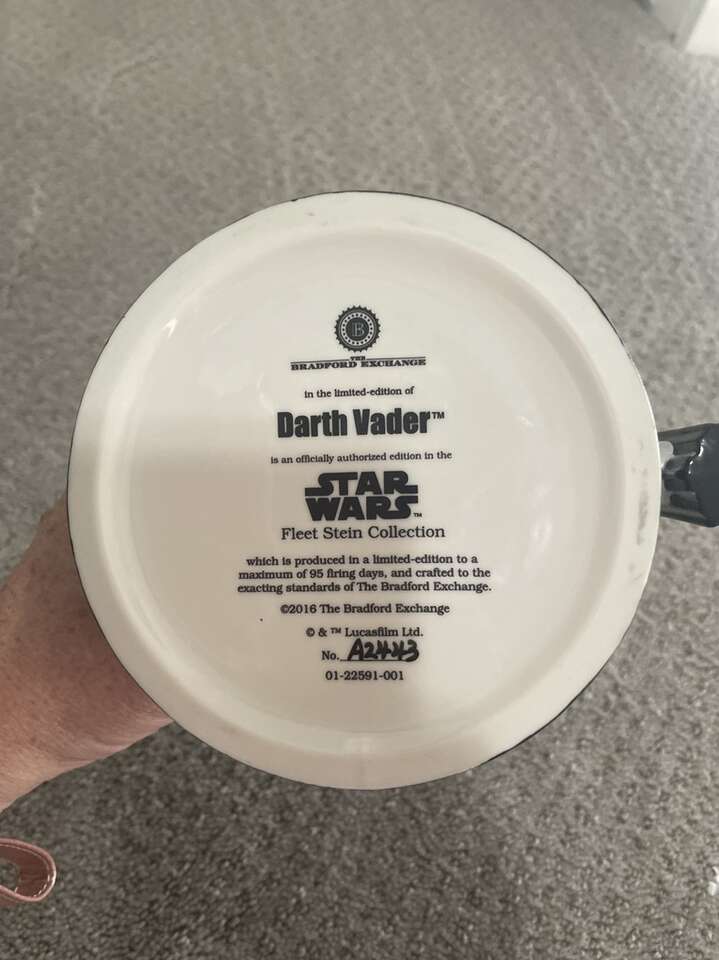 B
THE
BRADFORD EXCHANGE
in the limited-edition of
Darth Vader™
is an officially authorized edition in the
STAR
WARS™
Fleet Stein Collection
which is produced in a limited-edition to a
maximum of 95 firing days, and crafted to the
exacting standards of The Bradford Exchange.
©2016 The Bradford Exchange
© & ™ Lucasfilm Ltd.
No. A2443
01-22591-001